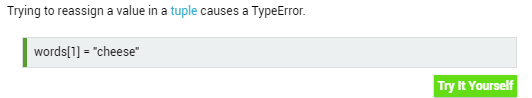 Trying to reassign a value in a tuple causes a TypeError.
words[1] = "cheese"
Try It Yourself